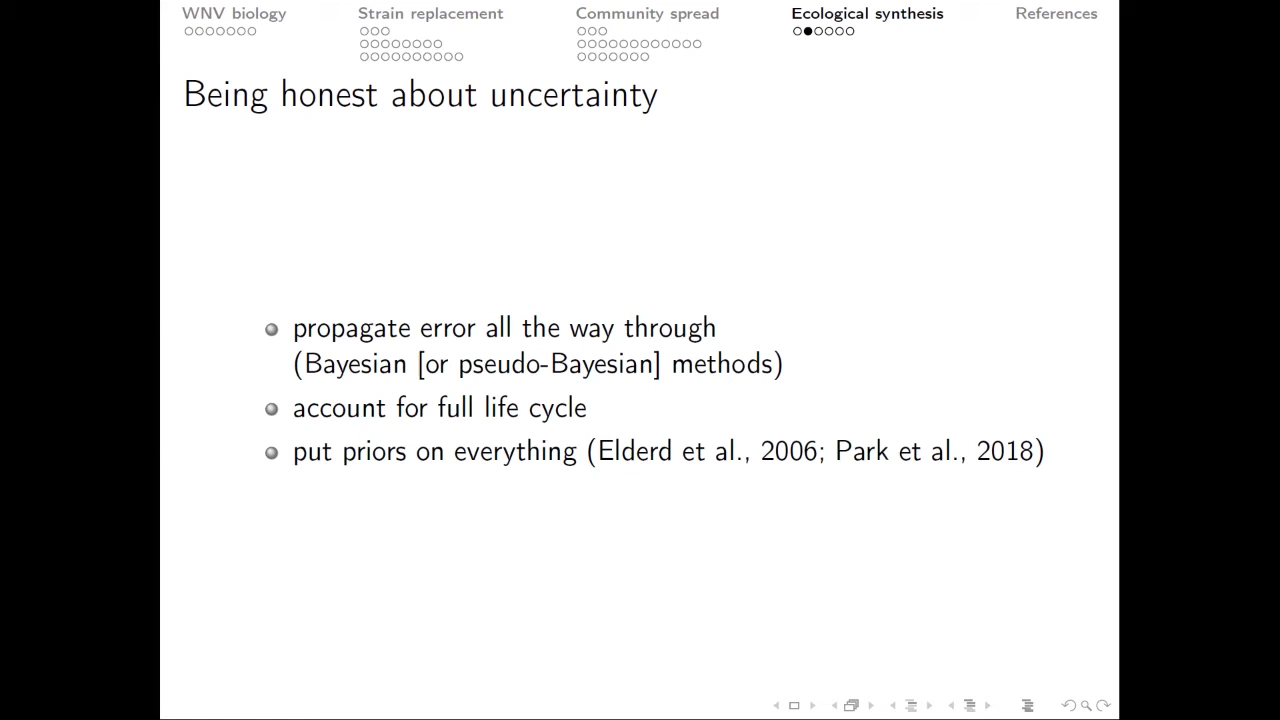 WNV biology
Strain replacement
Community spread
Ecological synthesis
References
Being honest about uncertainty
propagate error all the way through
(Bayesian [or pseudo-Bayesian] methods)
account for full life cycle
put priors on everything (Elderd et al., 2006; Park et al., 2018)